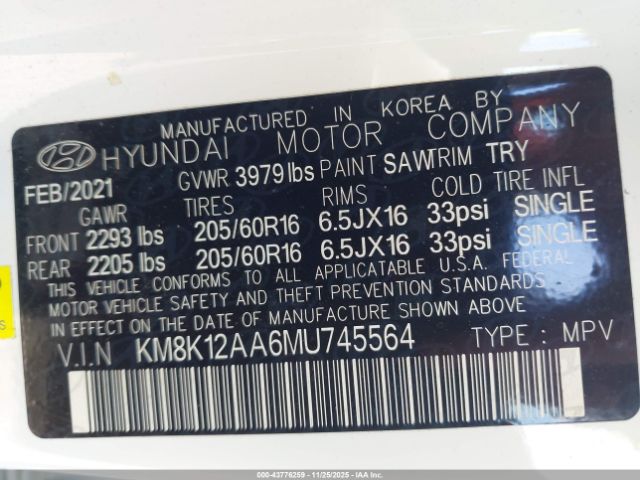 MANUFACTURED IN KOREA BY
HYUNDAI MOTOR COMPANY
FEB/2021 GVWR 3979 lbs PAINT SAW TRIM TRY
GAWR TIRES RIMS COLD TIRE INFL
FRONT 2293 lbs 205/60R16 6.5JX16 33psi SINGLE
REAR 2205 lbs 205/60R16 6.5JX16 33psi SINGLE
THIS VEHICLE CONFORMS TO ALL APPLICABLE U.S.A. FEDERAL
MOTOR VEHICLE SAFETY AND THEFT PREVENTION STANDARDS
IN EFFECT ON THE DATE OF MANUFACTURE SHOWN ABOVE.
V.I.N KM8K12AA6MU745564 TYPE : MPV
000-43776259 - 11/25/2025 - IAAI.COM